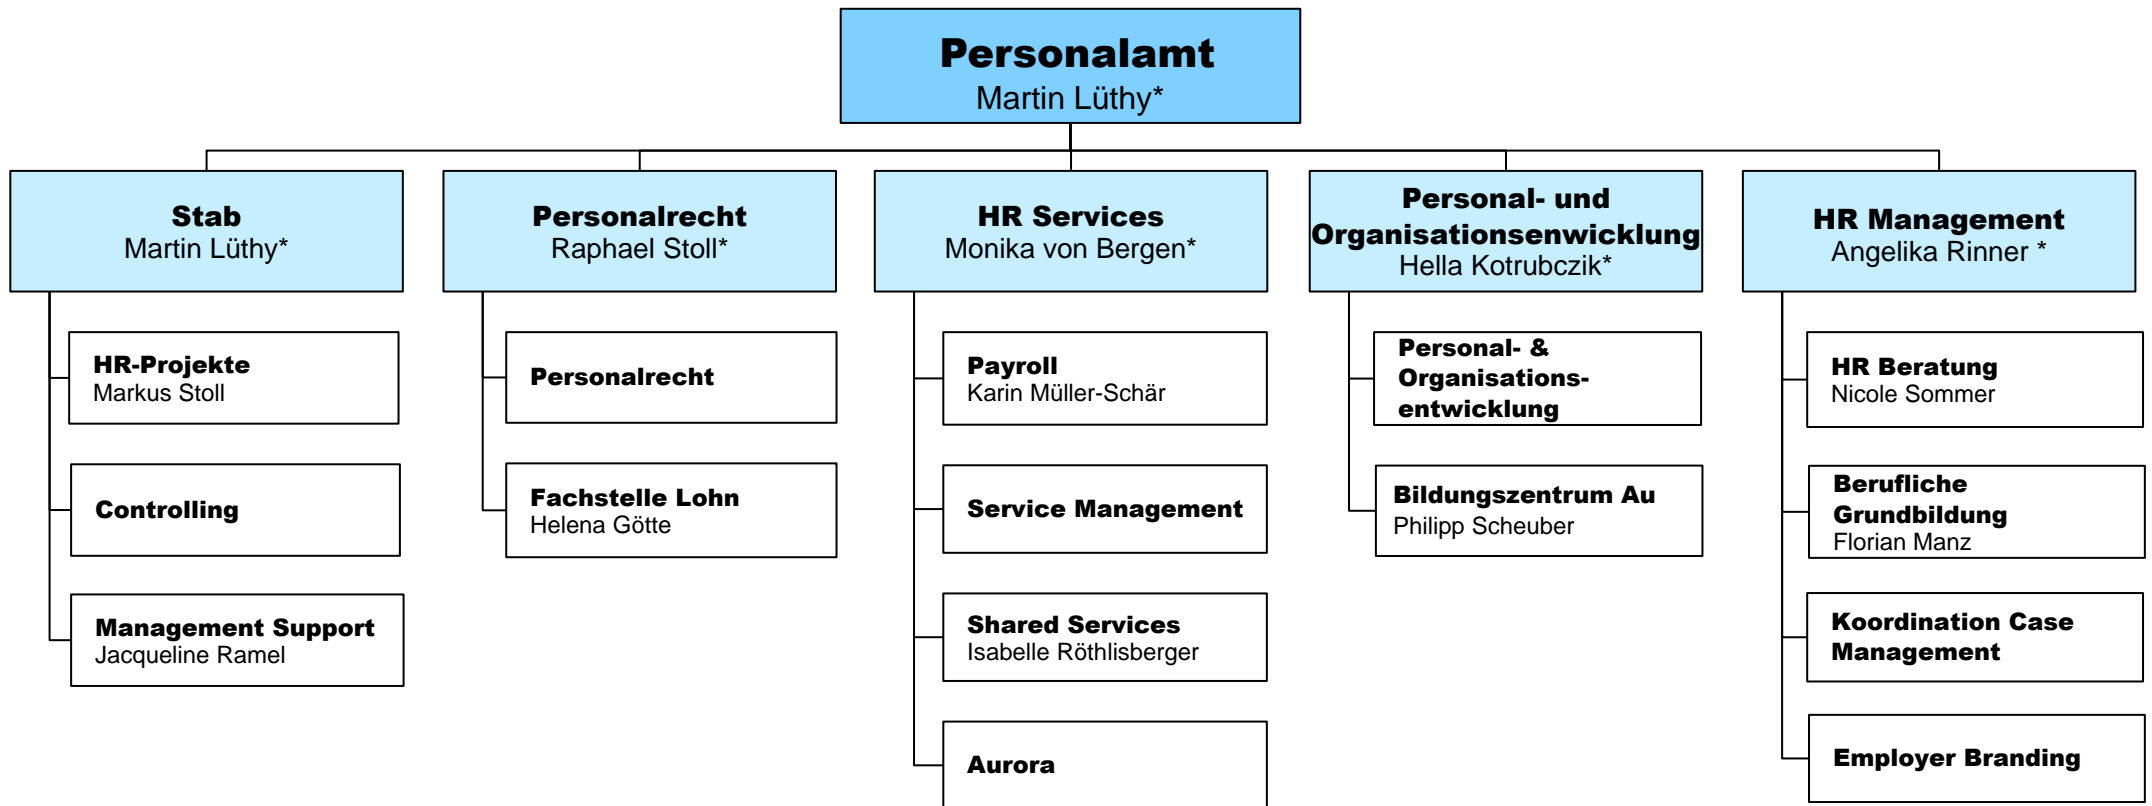 Personalamt
Martin Lüthy*
Stab
Martin Lüthy*
HR-Projekte
Markus Stoll
Controlling
Management Support
Jacqueline Ramel
Personalrecht
Raphael Stoll*
Personalrecht
Fachstelle Lohn
Helena Götte
HR Services
Monika von Bergen*
Payroll
Karin Müller-Schär
Service Management
Shared Services
Isabelle Röthlisberger
Aurora
Personal- und
Organisationsenwicklung
Hella Kotrubczik*
Personal- &
Organisations-
entwicklung
Bildungszentrum Au
Philipp Scheuber
HR Management
Angelika Rinner *
HR Beratung
Nicole Sommer
Berufliche
Grundbildung
Florian Manz
Koordination Case
Management
Employer Branding